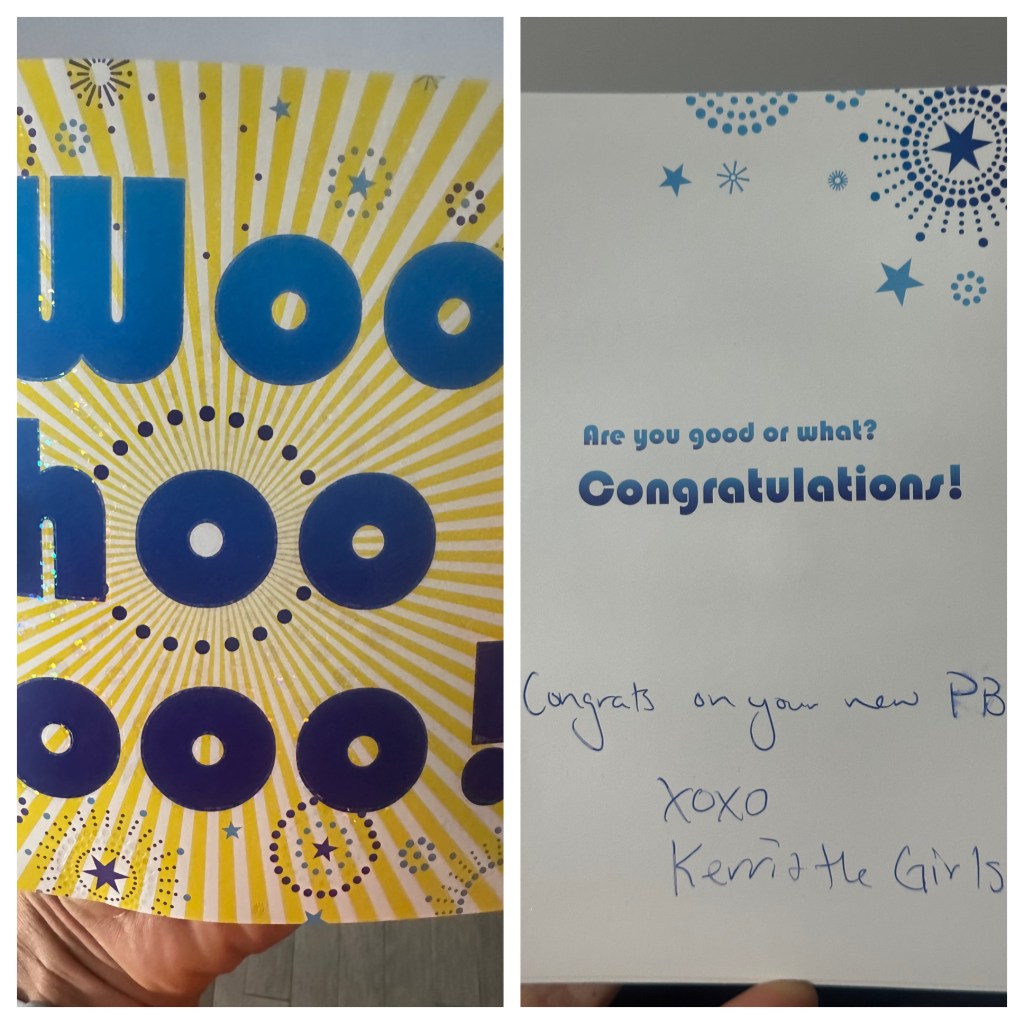 Woo
hoo
ooo!
Are you good or what?
Congratulations!
Congrats on your new PB
XOXO
Kerri & the Girls